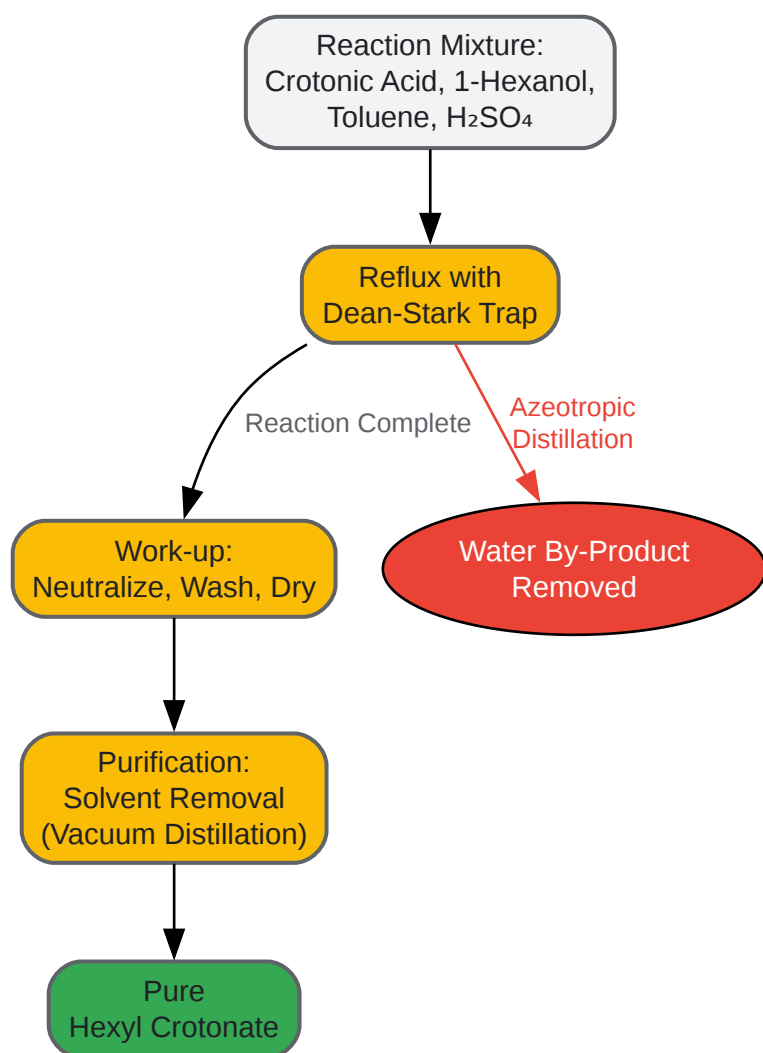 Reaction Mixture:
Crotonic Acid, 1-Hexanol,
Toluene, H₂SO₄
Reflux with
Dean-Stark Trap
Reaction Complete
Azeotropic
Distillation
Work-up:
Neutralize, Wash, Dry
Water By-Product
Removed
Purification:
Solvent Removal
(Vacuum Distillation)
Pure
Hexyl Crotonate